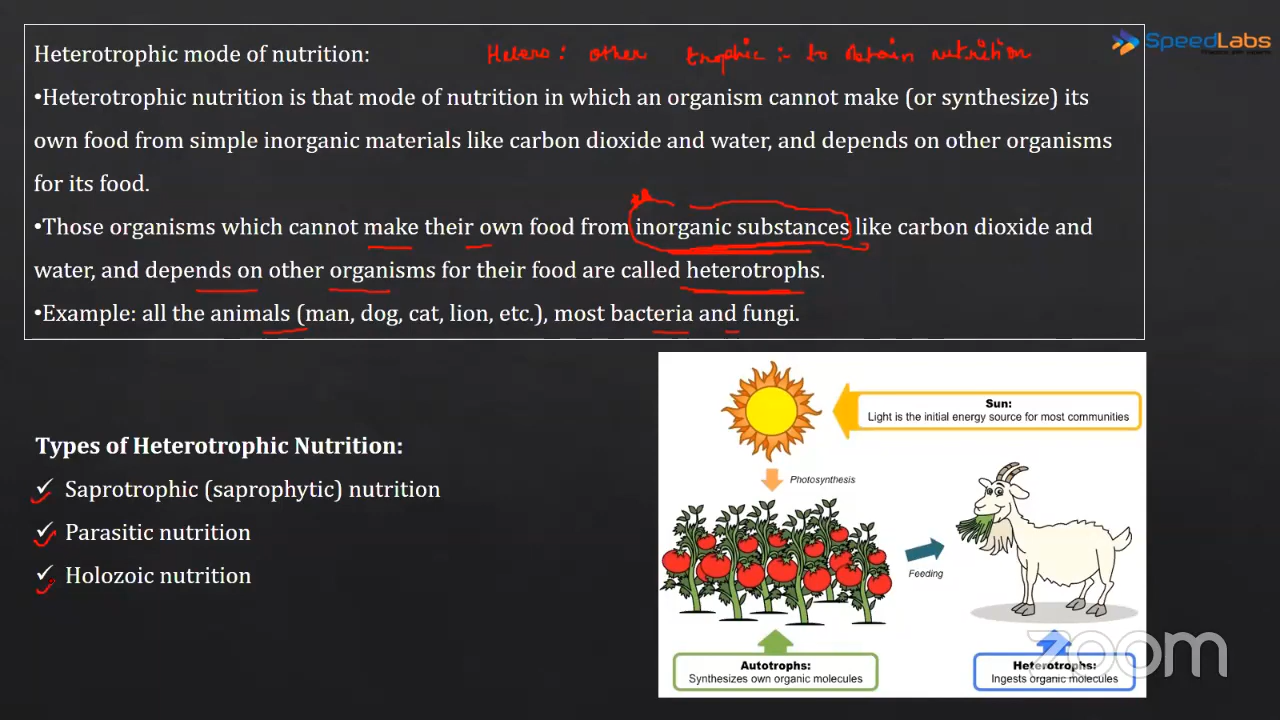 Heterotrophic mode of nutrition: Hetero : other trophic :- to obtain nutrition
SpeedLabs
•Heterotrophic nutrition is that mode of nutrition in which an organism cannot make (or synthesize) its
own food from simple inorganic materials like carbon dioxide and water, and depends on other organisms
for its food.
•Those organisms which cannot make their own food from inorganic substances like carbon dioxide and
water, and depends on other organisms for their food are called heterotrophs.
•Example: all the animals (man, dog, cat, lion, etc.), most bacteria and fungi.
Types of Heterotrophic Nutrition:
✓ Saprotrophic (saprophytic) nutrition
✓ Parasitic nutrition
✓ Holozoic nutrition
Sun:
Light is the initial energy source for most communities
Photosynthesis
Feeding
Autotrophs:
Synthesizes own organic molecules
Heterotrophs:
Ingests organic molecules
zoom